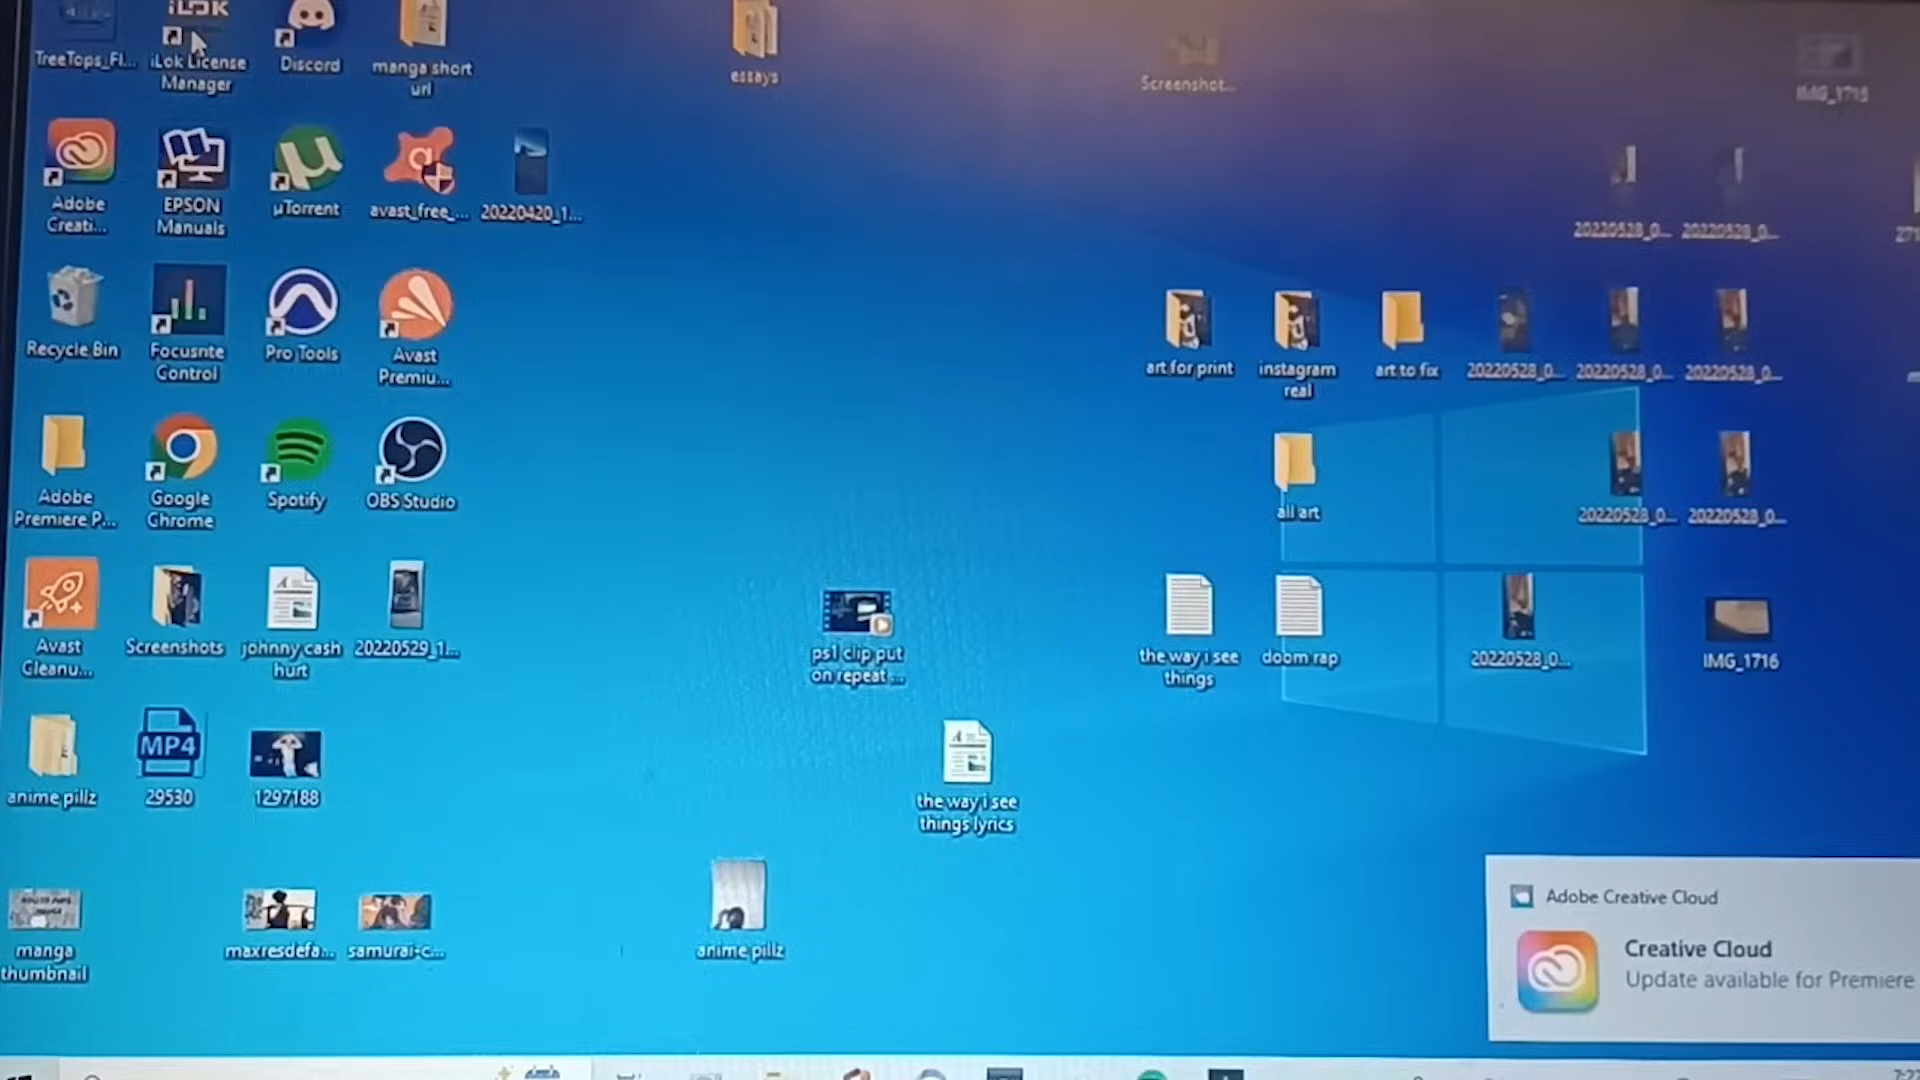 iLOK
TreeTops_Fl...
iLok License
Manager
Discord
manga short
url
essays
Screenshot...
IMG_1715
Adobe
Creati...
EPSON
Manuals
µTorrent
avast_free_...
20220420_1...
20220528_0...
20220528_0...
271
Recycle Bin
Focusrite
Control
Pro Tools
Avast
Premiu...
art for print
instagram
real
art to fix
20220528_0...
20220528_0...
20220528_0...
Adobe
Premiere P...
Google
Chrome
Spotify
OBS Studio
all art
20220528_0...
20220528_0...
Avast
Cleanu...
Screenshots
johnny cash
hurt
20220529_1...
ps1 clip put
on repeat ...
the way i see
things
doom rap
20220528_0...
IMG_1716
anime pillz
MP4
29530
1297188
the way i see
things lyrics
manga
thumbnail
maxresdefa...
samurai-c...
anime pillz
Adobe Creative Cloud
Creative Cloud
Update available for Premiere